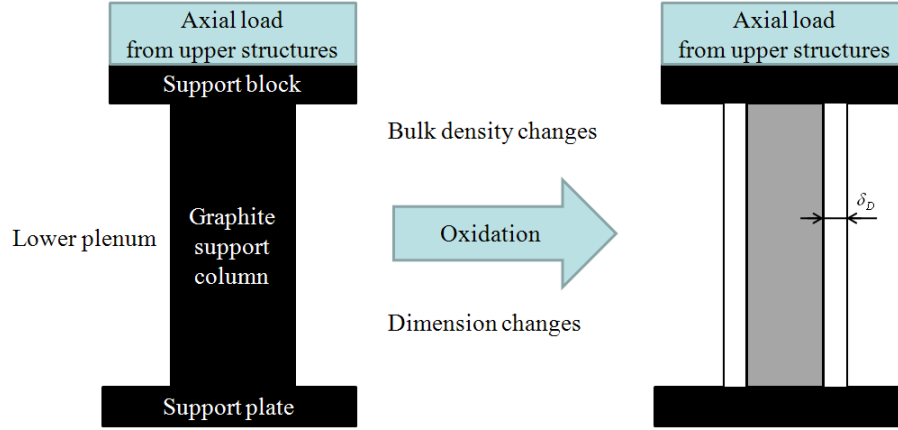 Axial load
from upper structures
Support block
Lower plenum
Graphite
support
column
Support plate
Bulk density changes
Oxidation
Dimension changes
Axial load
from upper structures
δ_D